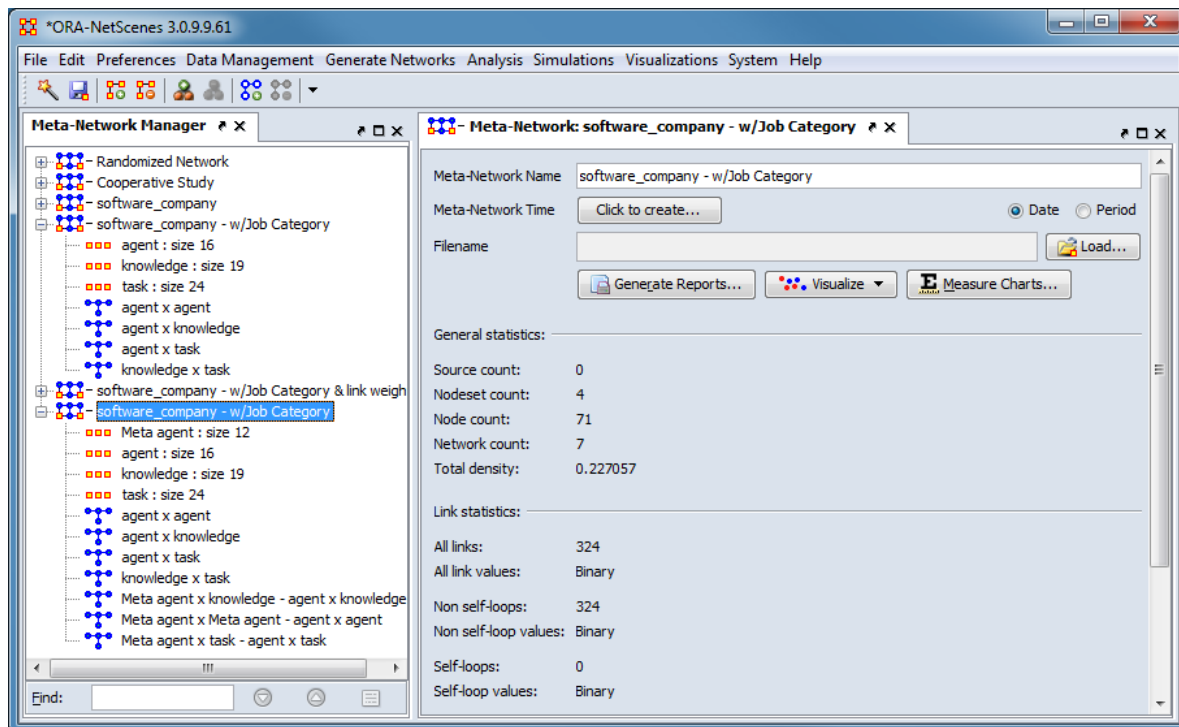 *ORA-NetScenes 3.0.9.9.61
File Edit Preferences Data Management Generate Networks Analysis Simulations Visualizations System Help
Meta-Network Manager
Randomized Network
Cooperative Study
software_company
software_company - w/Job Category
agent : size 16
knowledge : size 19
task : size 24
agent x agent
agent x knowledge
agent x task
knowledge x task
software_company - w/Job Category & link weigh
software_company - w/Job Category
Meta agent : size 12
agent : size 16
knowledge : size 19
task : size 24
agent x agent
agent x knowledge
agent x task
knowledge x task
Meta agent x knowledge - agent x knowledge
Meta agent x Meta agent - agent x agent
Meta agent x task - agent x task
Find:
Meta-Network: software_company - w/Job Category
Meta-Network Name software_company - w/Job Category
Meta-Network Time Click to create... Date Period
Filename Load...
Generate Reports... Visualize Measure Charts...
General statistics:
Source count: 0
Nodeset count: 4
Node count: 71
Network count: 7
Total density: 0.227057
Link statistics:
All links: 324
All link values: Binary
Non self-loops: 324
Non self-loop values: Binary
Self-loops: 0
Self-loop values: Binary